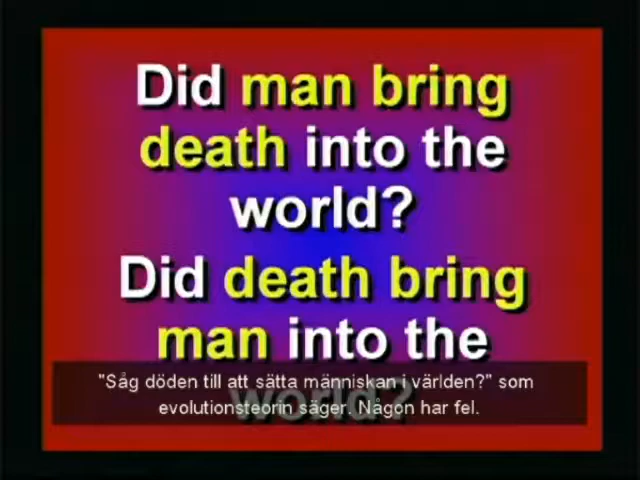 Did man bring
death into the
world?
Did death bring
man into the
world?
"Såg döden till att sätta människan i världen?" som
evolutionsteorin säger. Någon har fel.